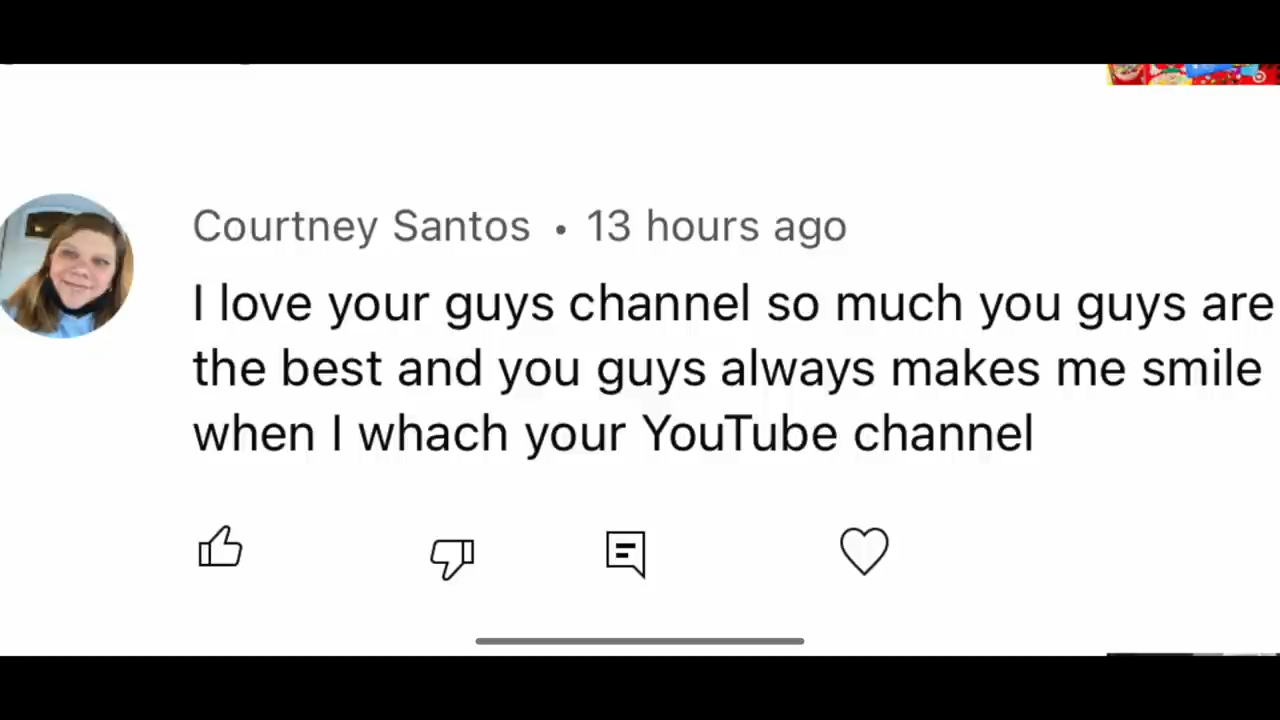 Courtney Santos • 13 hours ago
I love your guys channel so much you guys are
the best and you guys always makes me smile
when I whach your YouTube channel